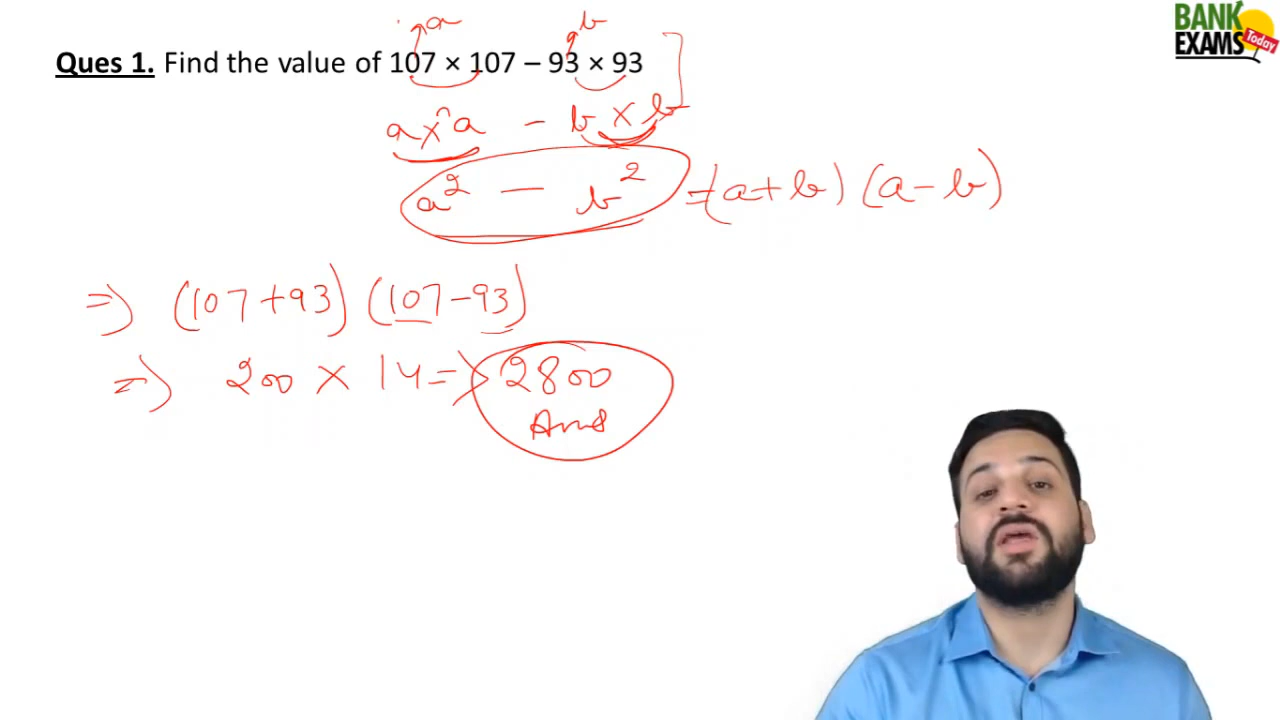 BANK
EXAMS Today
a b
Ques 1. Find the value of 107 × 107 – 93 × 93
a × a - b × b
a² - b² = (a + b) (a - b)
⇒ (107 + 93) (107 - 93)
⇒ 200 × 14 ⇒ 2800
Ans